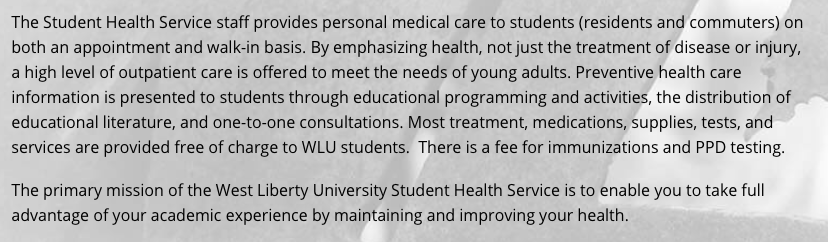 The Student Health Service staff provides personal medical care to students (residents and commuters) on
both an appointment and walk-in basis. By emphasizing health, not just the treatment of disease or injury,
a high level of outpatient care is offered to meet the needs of young adults. Preventive health care
information is presented to students through educational programming and activities, the distribution of
educational literature, and one-to-one consultations. Most treatment, medications, supplies, tests, and
services are provided free of charge to WLU students.  There is a fee for immunizations and PPD testing.
The primary mission of the West Liberty University Student Health Service is to enable you to take full
advantage of your academic experience by maintaining and improving your health.